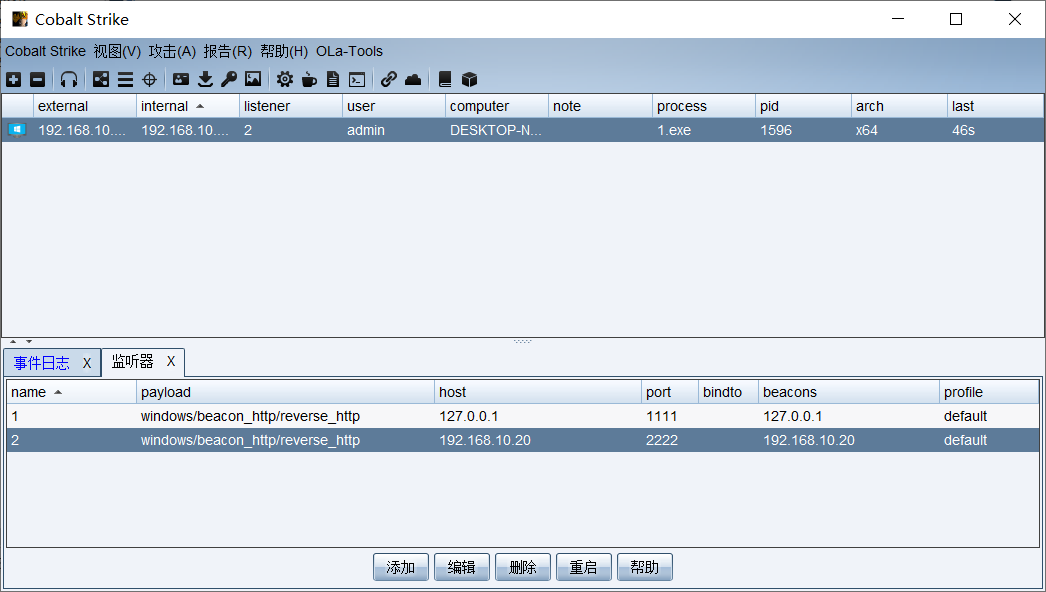 Cobalt Strike
Cobalt Strike 视图(V) 攻击(A) 报告(R) 帮助(H) OLa-Tools
external internal listener user computer note process pid arch last
192.168.10.... 192.168.10.... 2 admin DESKTOP-N... 1.exe 1596 x64 46s
事件日志 X 监听器 X
name payload host port bindto beacons profile
1 windows/beacon_http/reverse_http 127.0.0.1 1111 127.0.0.1 default
2 windows/beacon_http/reverse_http 192.168.10.20 2222 192.168.10.20 default
添加 编辑 删除 重启 帮助